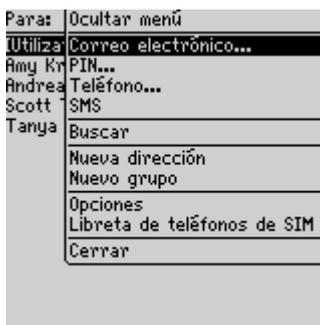 Para: Ocultar menú
[Utiliza Correo electrónico...
Amy Kr PIN...
Andrea Teléfono...
Scott SMS
Tanya
Buscar
Nueva dirección
Nuevo grupo
Opciones
Libreta de teléfonos de SIM
Cerrar